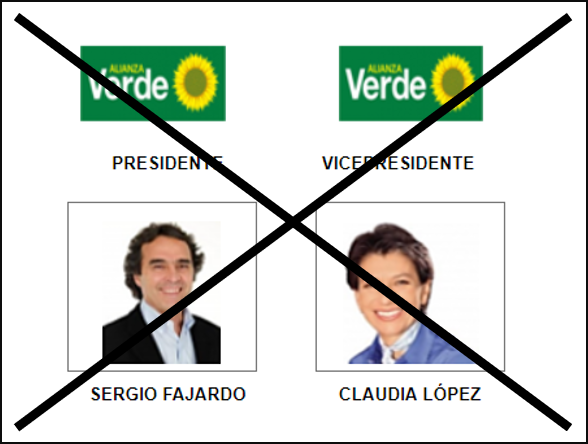 ALIANZA ALIANZA
Verde Verde
PRESIDENTE VICEPRESIDENTE
SERGIO FAJARDO CLAUDIA LÓPEZ